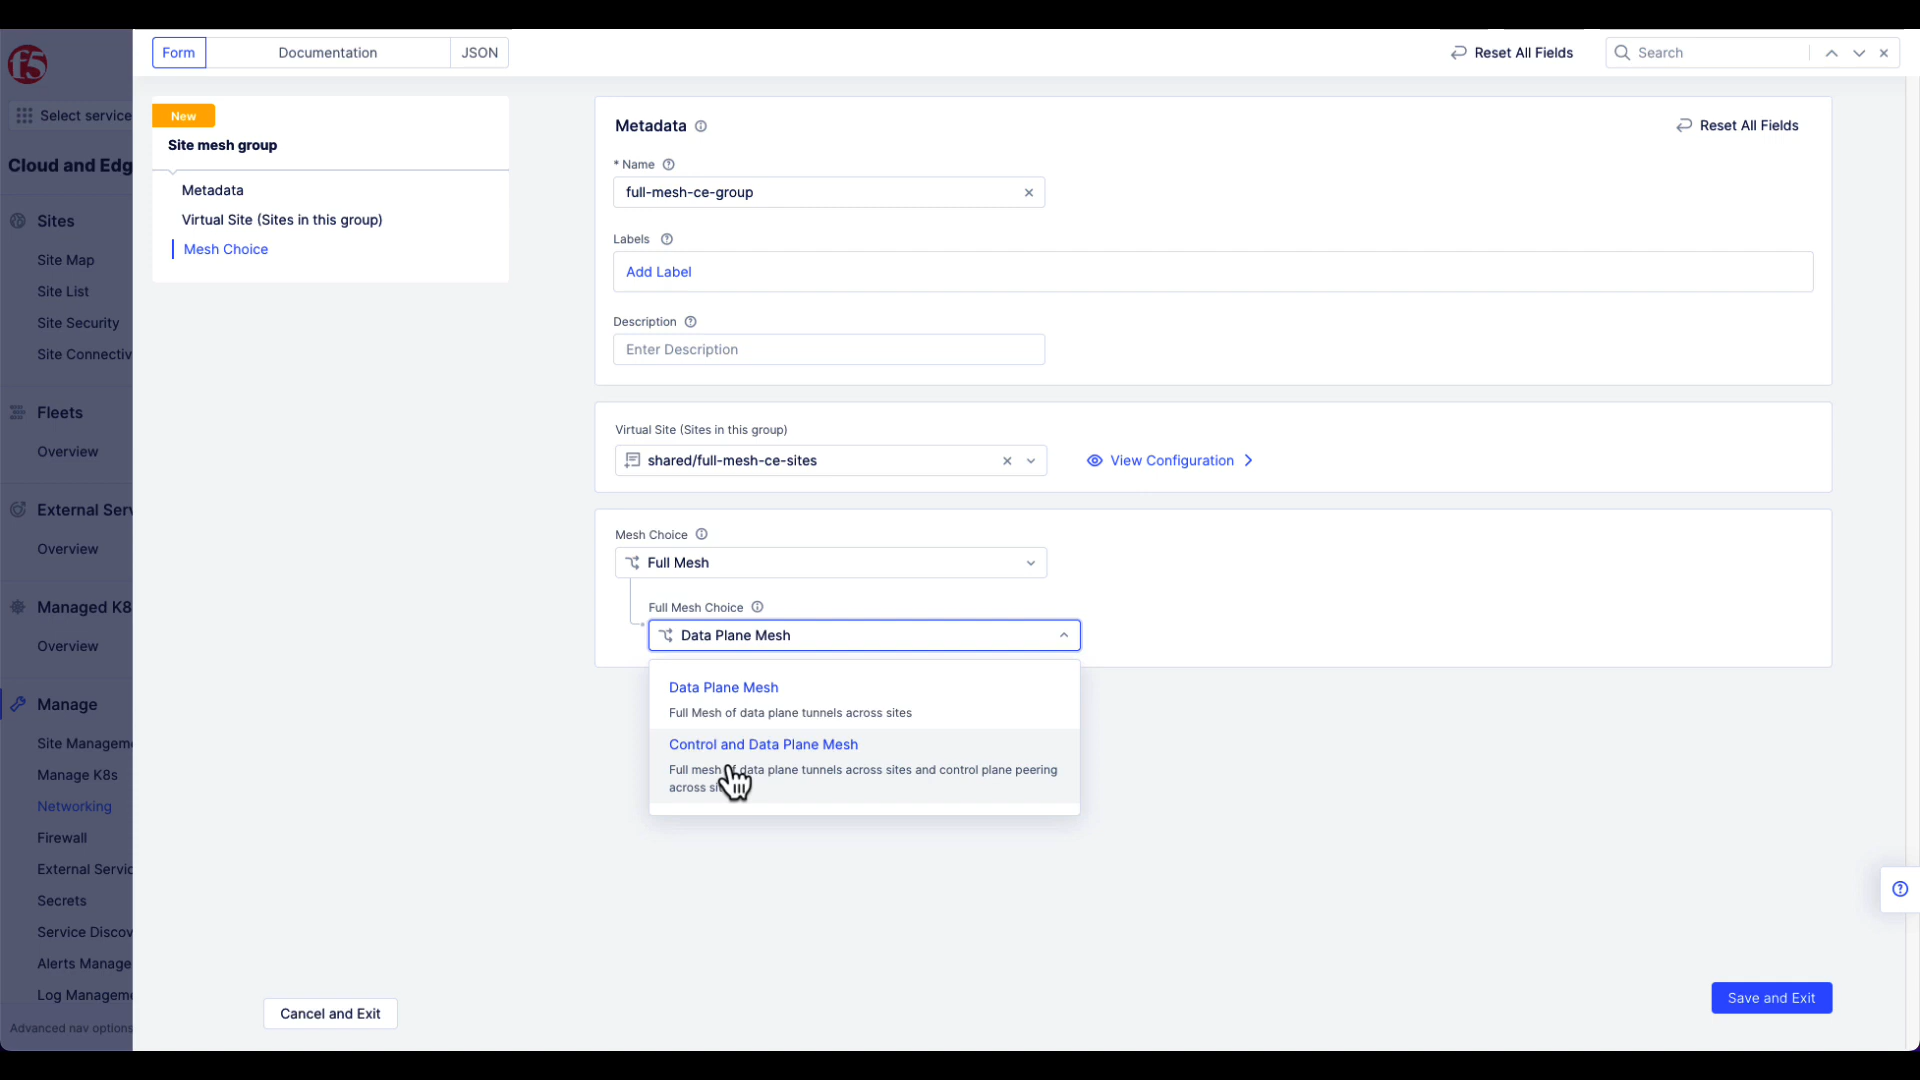 Form
Documentation
JSON
Reset All Fields
Search
f5
Select service
Cloud and Edg
Sites
Site Map
Site List
Site Security
Site Connectiv
Fleets
Overview
External Serv
Overview
Managed K8
Overview
Manage
Site Manageme
Manage K8s
Networking
Firewall
External Servic
Secrets
Service Discov
Alerts Manage
Log Manageme
Advanced nav options
New
Site mesh group
Metadata
Virtual Site (Sites in this group)
Mesh Choice
Metadata
Reset All Fields
* Name
full-mesh-ce-group
Labels
Add Label
Description
Enter Description
Virtual Site (Sites in this group)
shared/full-mesh-ce-sites
View Configuration
Mesh Choice
Full Mesh
Full Mesh Choice
Data Plane Mesh
Data Plane Mesh
Full Mesh of data plane tunnels across sites
Control and Data Plane Mesh
Full mesh data plane tunnels across sites and control plane peering
across
Cancel and Exit
Save and Exit